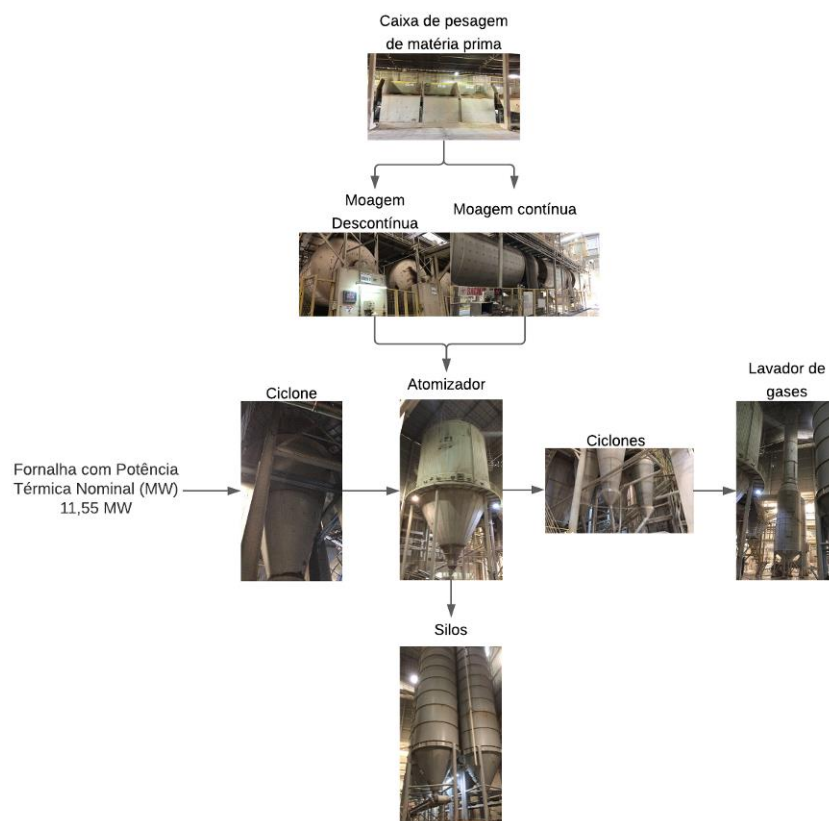 Caixa de pesagem
de matéria prima
Moagem
Descontínua
Moagem contínua
Atomizador
Lavador de
gases
Ciclone
Ciclones
Fornalha com Potência
Térmica Nominal (MW)
11,55 MW
Silos